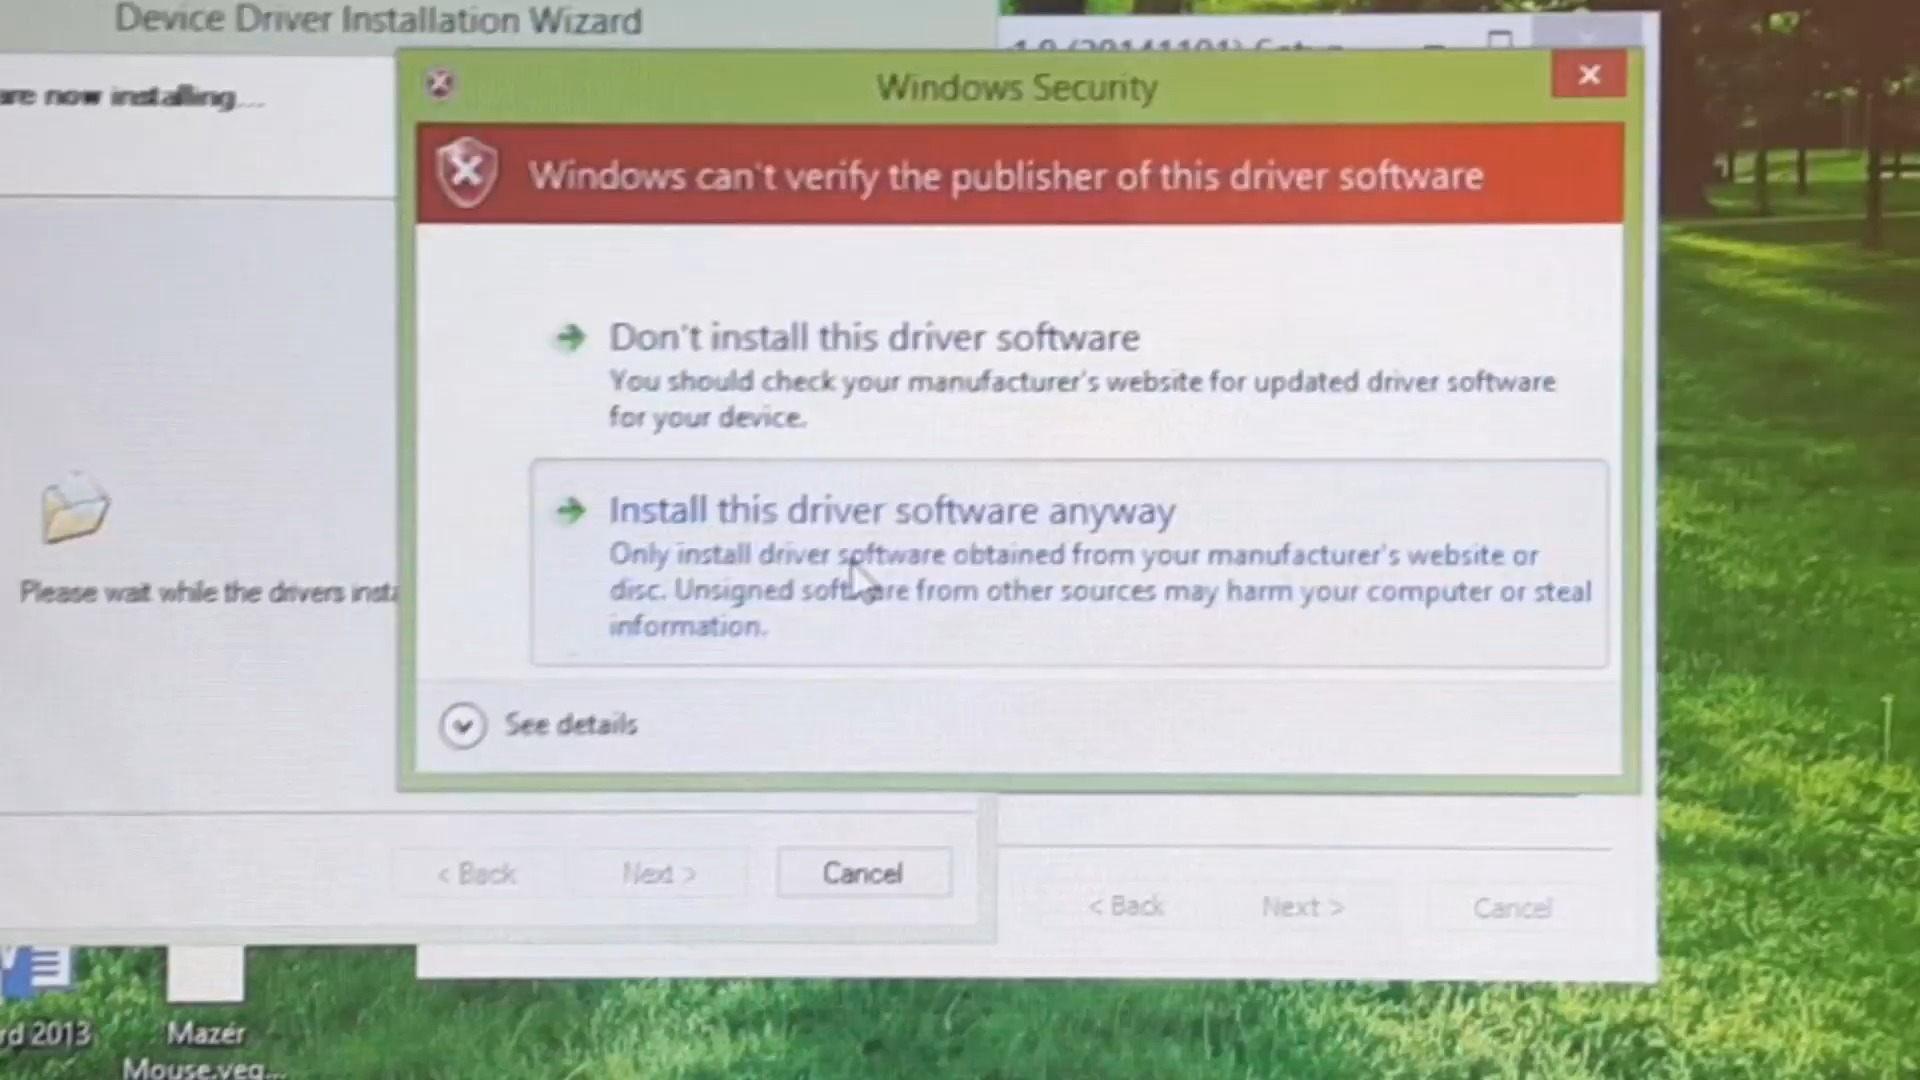 Device Driver Installation Wizard
are now installing...
Windows Security
Windows can't verify the publisher of this driver software
Don't install this driver software
You should check your manufacturer's website for updated driver software
for your device.
Install this driver software anyway
Only install driver software obtained from your manufacturer's website or
disc. Unsigned software from other sources may harm your computer or steal
information.
Please wait while the drivers insta
See details
< Back
Next >
Cancel
< Back
Next >
Cancel
rd 2013
Mazer
Mouse.veg...